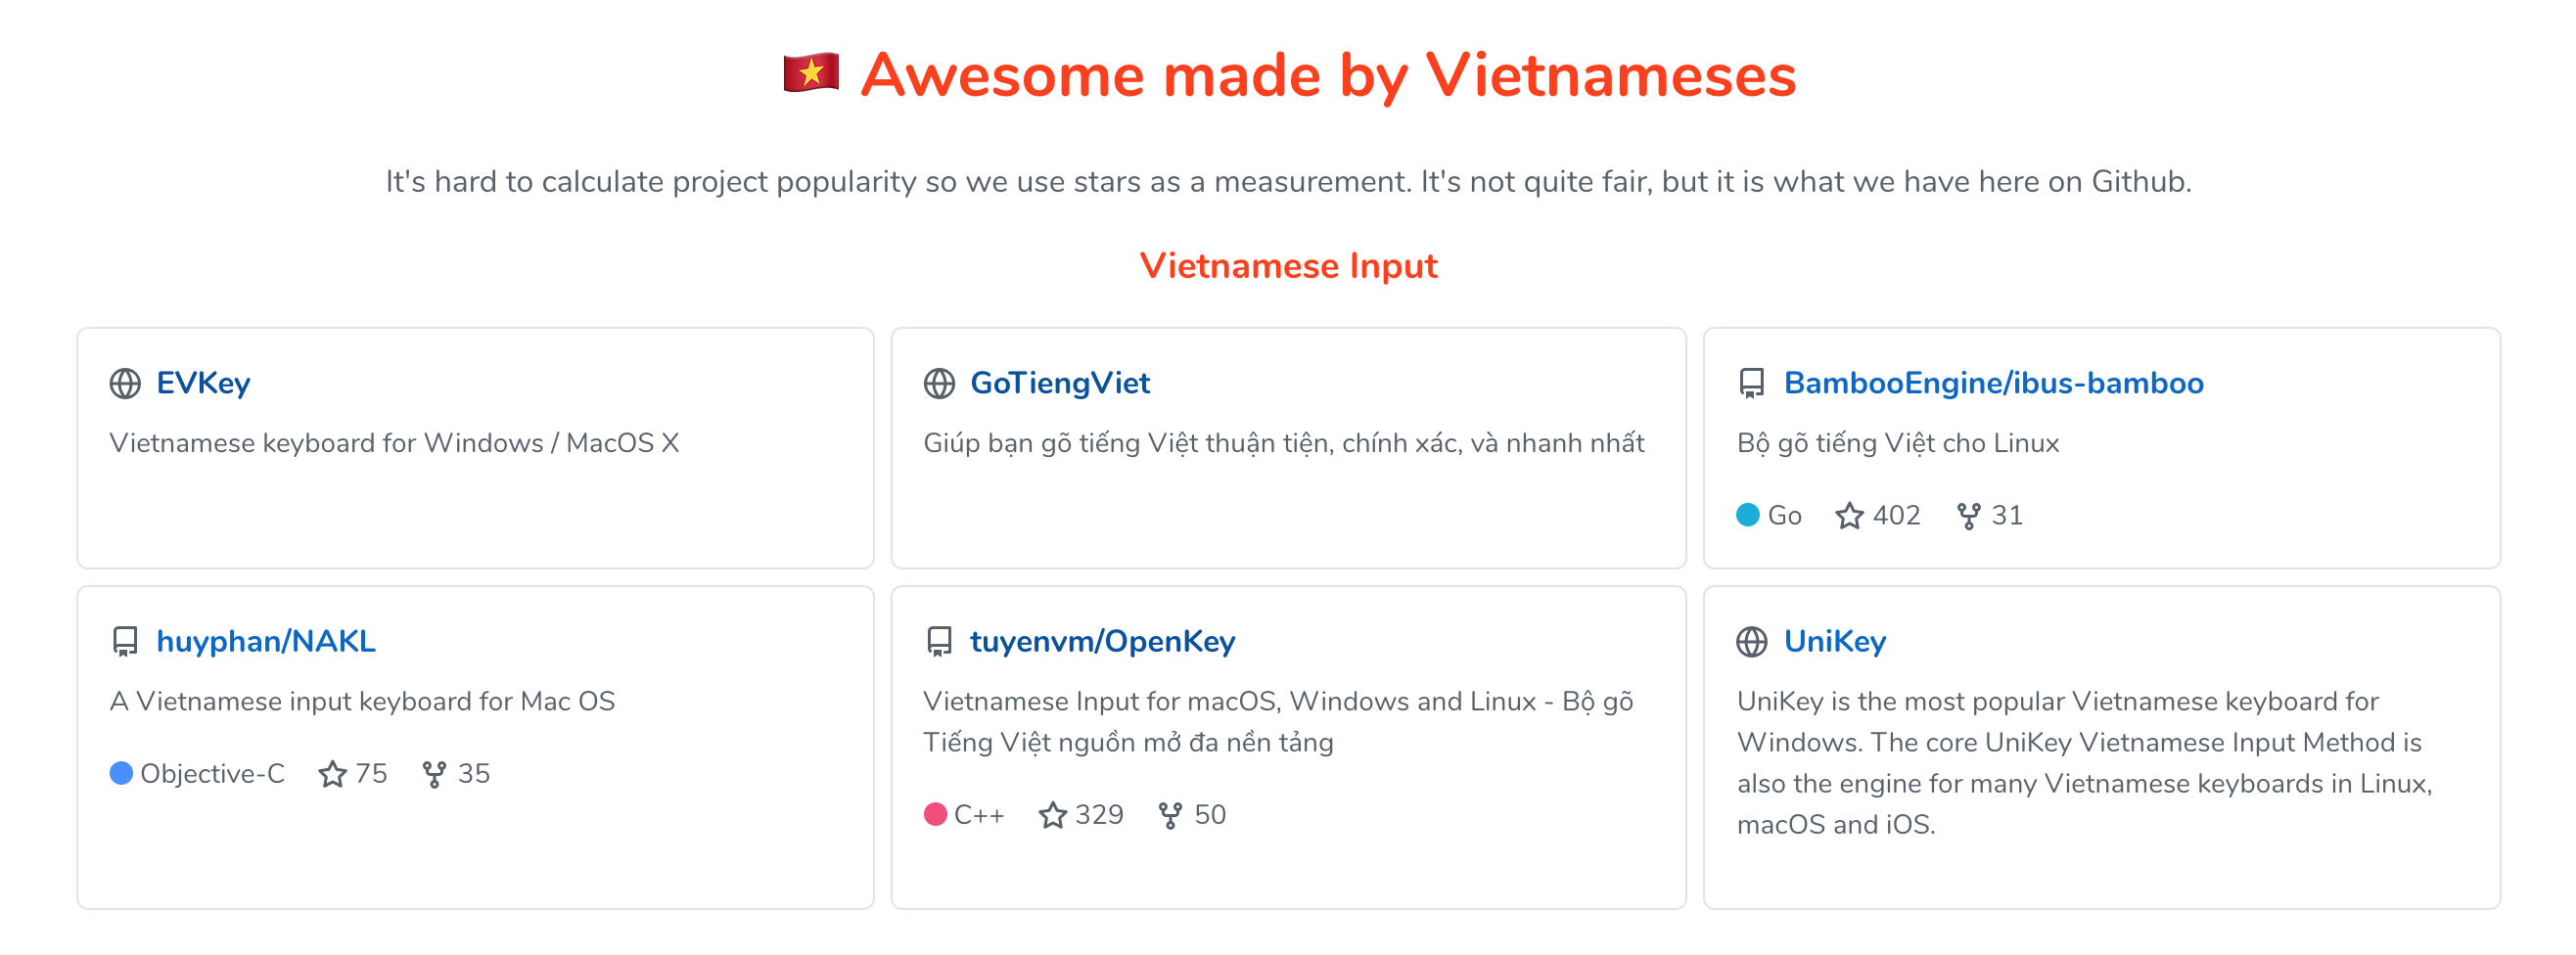 🇻🇳 Awesome made by Vietnameses
It's hard to calculate project popularity so we use stars as a measurement. It's not quite fair, but it is what we have here on Github.
Vietnamese Input
EVKey
Vietnamese keyboard for Windows / MacOS X
GoTiengViet
Giúp bạn gõ tiếng Việt thuận tiện, chính xác, và nhanh nhất
BambooEngine/ibus-bamboo
Bộ gõ tiếng Việt cho Linux
Go 402 31
huyphan/NAKL
A Vietnamese input keyboard for Mac OS
Objective-C 75 35
tuyenvm/OpenKey
Vietnamese Input for macOS, Windows and Linux - Bộ gõ
Tiếng Việt nguồn mở đa nền tảng
C++ 329 50
UniKey
UniKey is the most popular Vietnamese keyboard for
Windows. The core UniKey Vietnamese Input Method is
also the engine for many Vietnamese keyboards in Linux,
macOS and iOS.